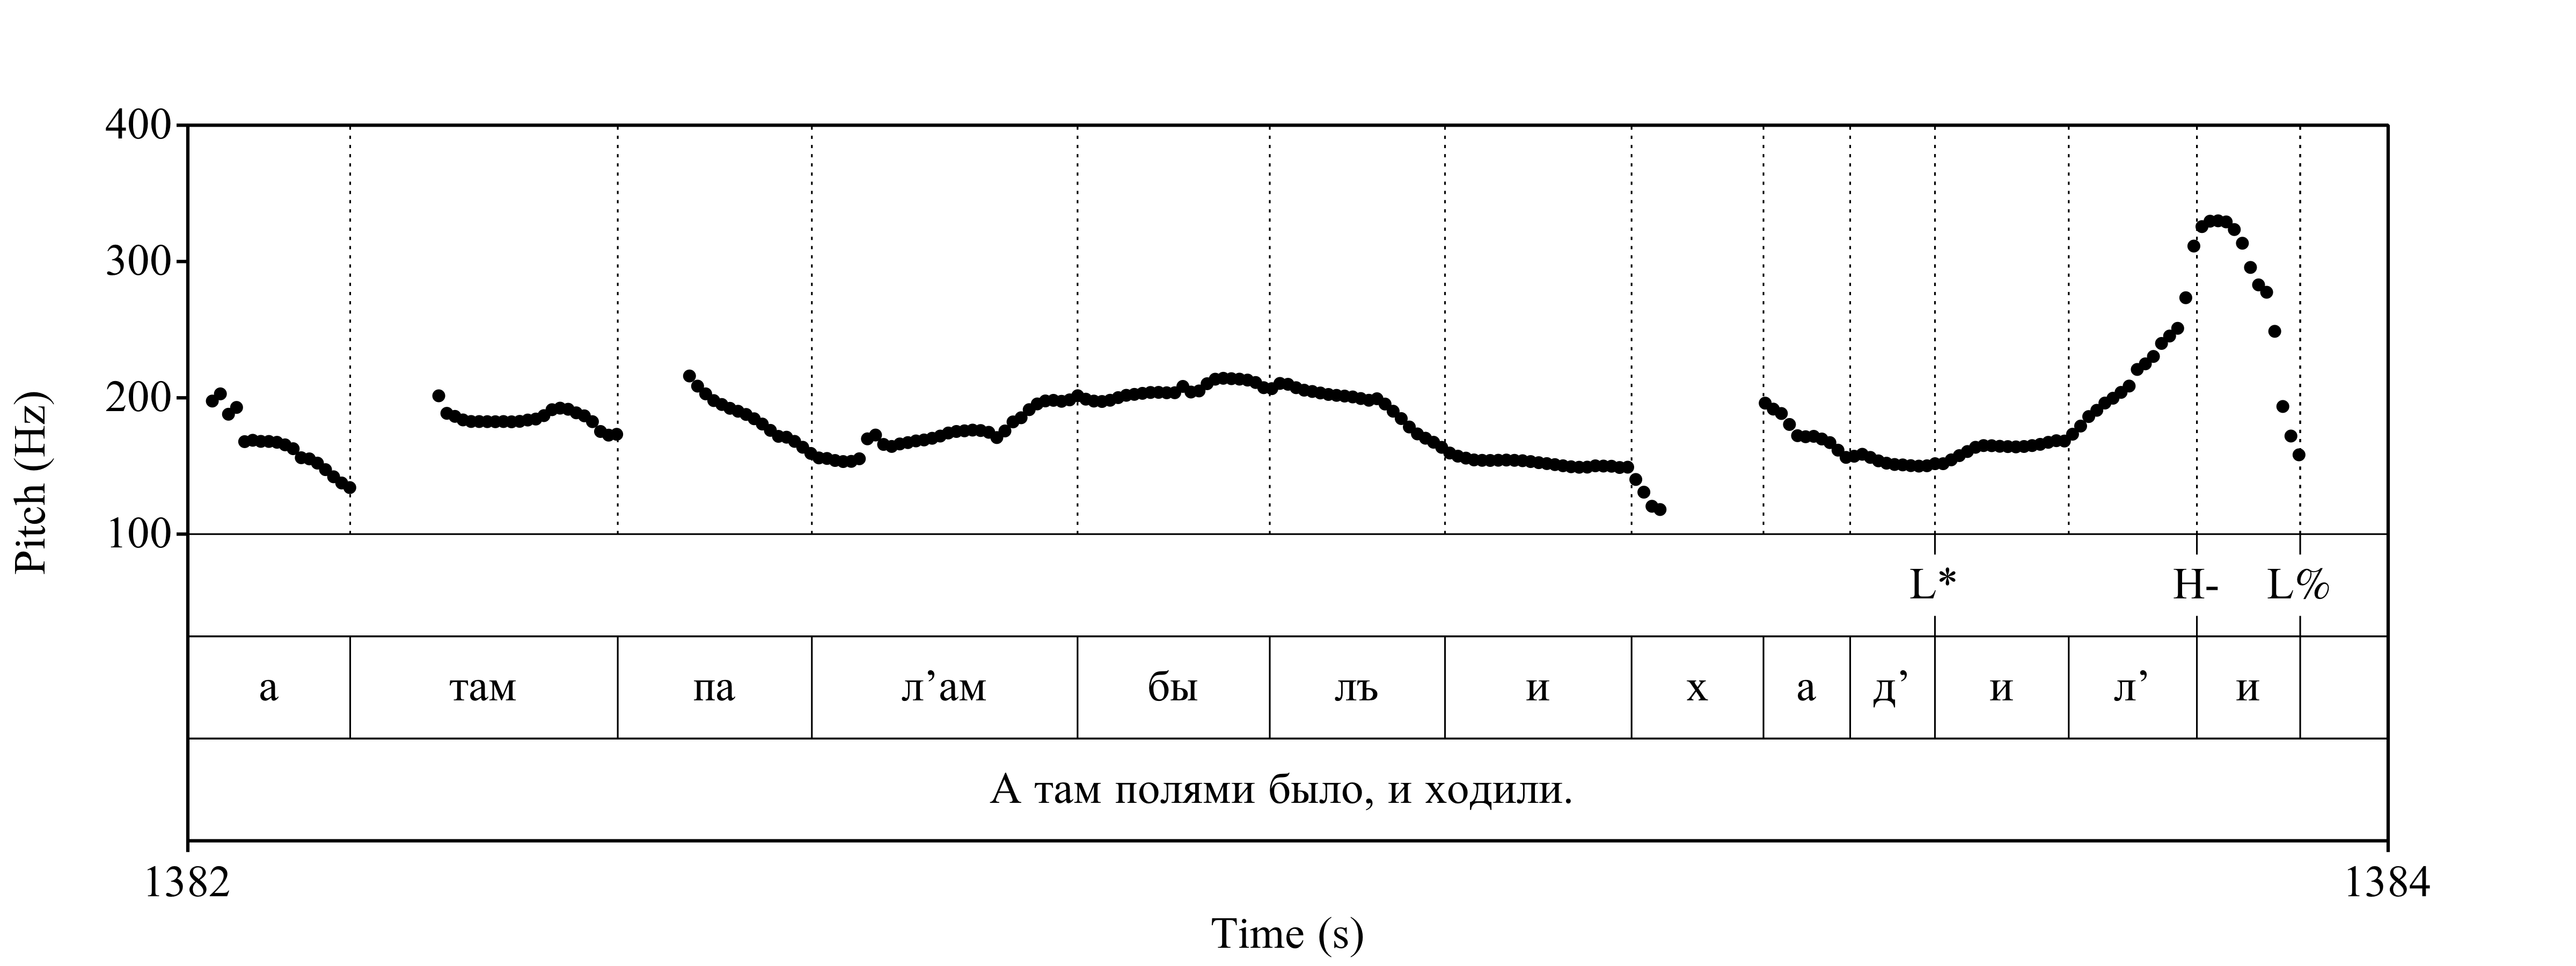 400
300
200
100
Pitch (Hz)
L* H- L%
а там па л’ам бы лъ и х а д’ и л’ и
А там полями было, и ходили.
1382 1384
Time (s)